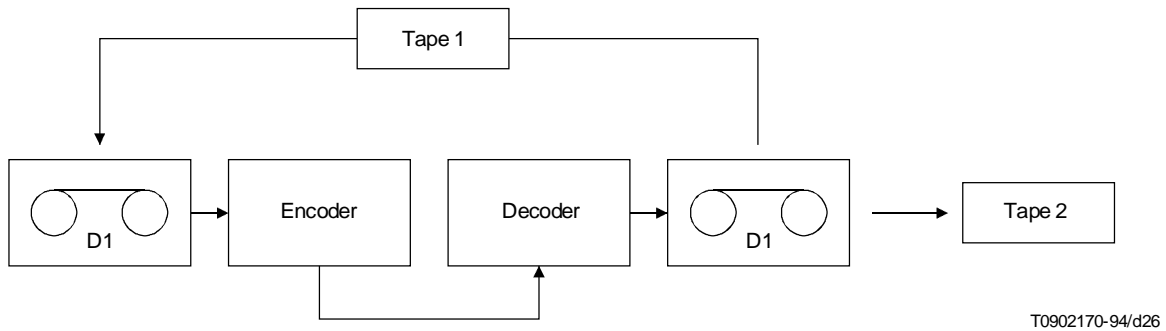 Tape 1
D1
Encoder
Decoder
D1
Tape 2
T0902170-94/d26